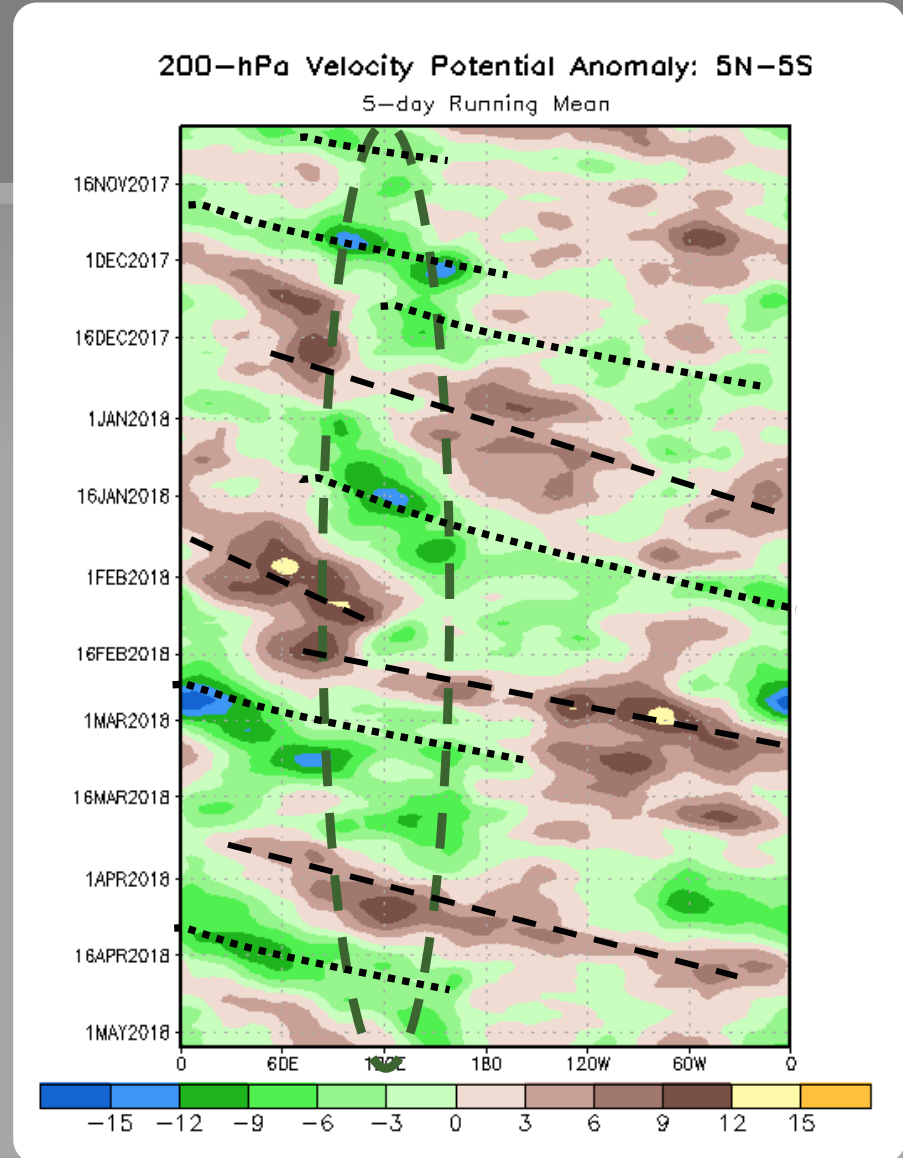 200-hPa Velocity Potential Anomaly: 5N-5S
5-day Running Mean
16NOV2017
1DEC2017
16DEC2017
1JAN2018
16JAN2018
1FEB2018
16FEB2018
1MAR2018
16MAR2018
1APR2018
16APR2018
1MAY2018
0 60E 120E 180 120W 60W 0
-15 -12 -9 -6 -3 0 3 6 9 12 15